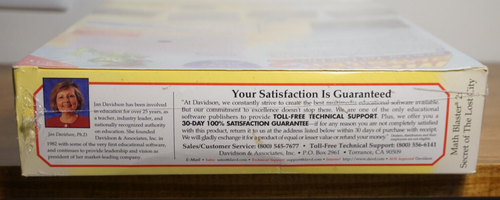 Your Satisfaction Is Guaranteed
"At Davidson, we constantly strive to create the best multimedia educational software available.
But our commitment to excellence doesn't stop there. We are one of the only educational
software publishers to provide TOLL-FREE TECHNICAL SUPPORT. Plus, we offer you a
30-DAY 100% SATISFACTION GUARANTEE—if for any reason you are not completely satisfied
with this product, return it to us at the address listed below within 30 days of purchase with receipt.
We will gladly exchange it for a product of equal or lesser value or refund your money."
Sales/Customer Service: (800) 545-7677 • Toll-Free Technical Support: (800) 556-6141
Davidson & Associates, Inc. • P.O. Box 2961 • Torrance, CA 90509
Jan Davidson has been involved
in education for over 25 years, as
a teacher, industry leader, and
nationally recognized authority
on education. She founded
Davidson & Associates, Inc. in
1982 with some of the very first educational software, and
continues to provide leadership and vision as
president of her market-leading company.
Jan Davidson, Ph.D.
Math Blaster® 2:
Secret of The Lost City